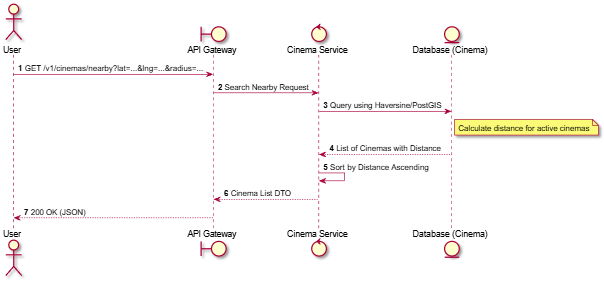 User
API Gateway
Cinema Service
Database (Cinema)
1 GET /v1/cinemas/nearby?lat=...&lng=...&radius=...
2 Search Nearby Request
3 Query using Haversine/PostGIS
Calculate distance for active cinemas
4 List of Cinemas with Distance
5 Sort by Distance Ascending
6 Cinema List DTO
7 200 OK (JSON)
User
API Gateway
Cinema Service
Database (Cinema)